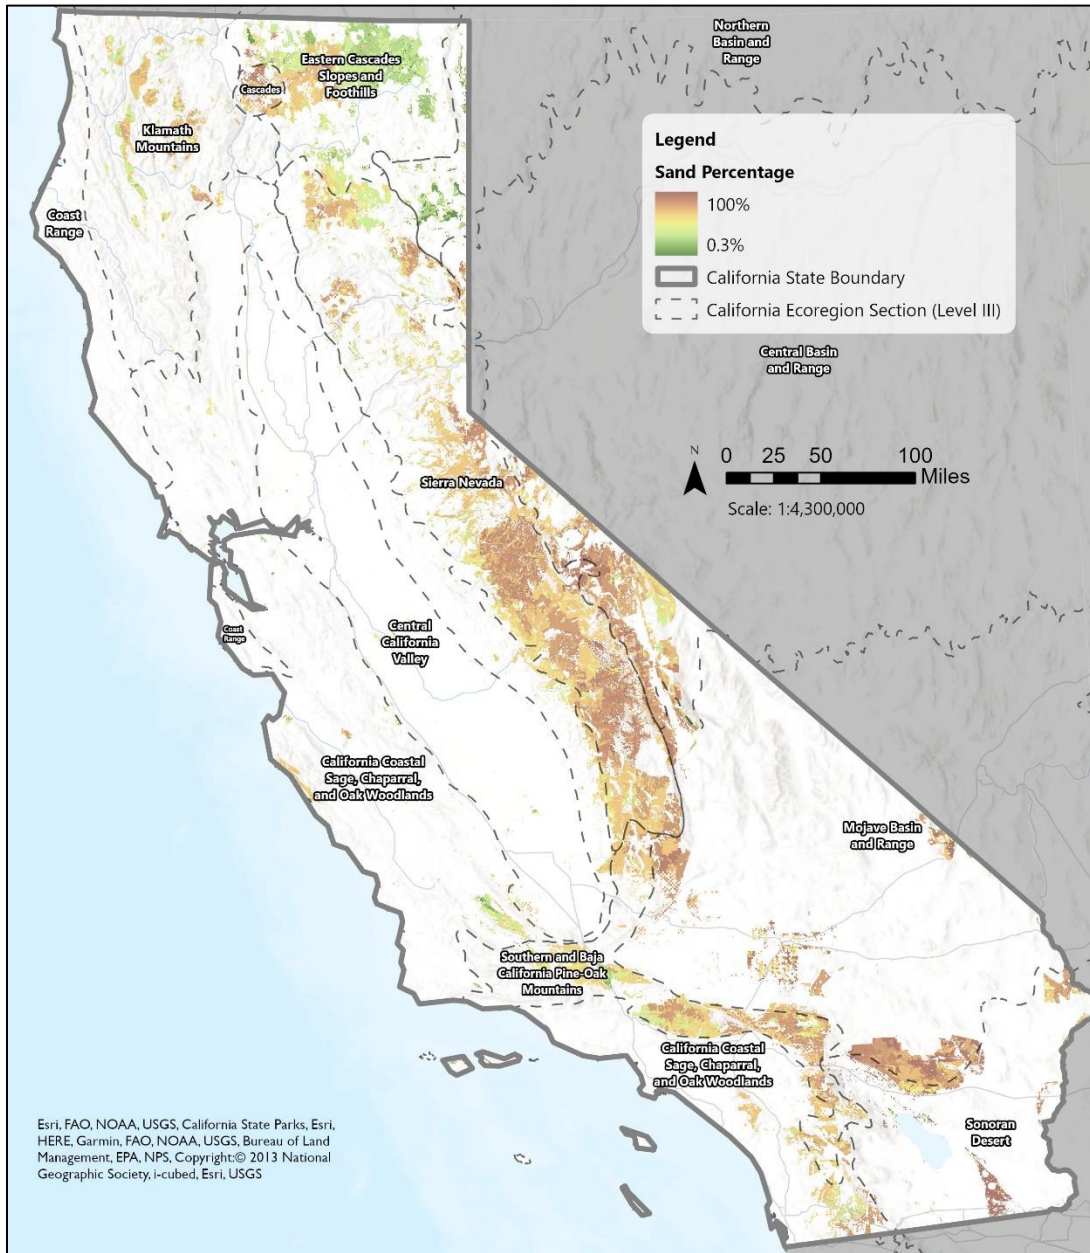 Northern
Basin and
Range
Eastern Cascades
Slopes and
Foothills
Cascades
Klamath
Mountains
Coast
Range
Legend
Sand Percentage
100%
0.3%
California State Boundary
California Ecoregion Section (Level III)
Central Basin
and Range
N
0 25 50 100
Miles
Scale: 1:4,300,000
Sierra Nevada
Central
California
Valley
Coast
Range
California Coastal
Sage, Chaparral,
and Oak Woodlands
Mojave Basin
and Range
Southern and Baja
California Pine-Oak
Mountains
California Coastal
Sage, Chaparral,
and Oak Woodlands
Sonoran
Desert
Esri, FAO, NOAA, USGS, California State Parks, Esri,
HERE, Garmin, FAO, NOAA, USGS, Bureau of Land
Management, EPA, NPS, Copyright:© 2013 National
Geographic Society, i-cubed, Esri, USGS